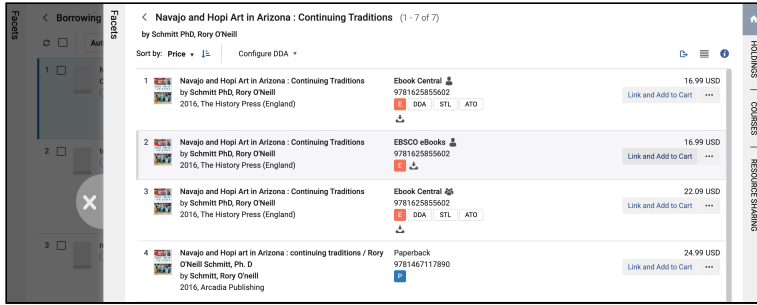 Facets
Borrowing
Aut
1
2
3
Facets
Navajo and Hopi Art in Arizona : Continuing Traditions (1 - 7 of 7)
by Schmitt PhD, Rory O'Neill
Sort by: Price Configure DDA
1 Navajo and Hopi Art in Arizona : Continuing Traditions Ebook Central 16.99 USD
by Schmitt PhD, Rory O'Neill 9781625855602 Link and Add to Cart •••
2016, The History Press (England) E DDA STL ATO
2 Navajo and Hopi Art in Arizona : Continuing Traditions EBSCO eBooks 16.99 USD
by Schmitt PhD, Rory O'Neill 9781625855602 Link and Add to Cart •••
2016, The History Press (England) E
3 Navajo and Hopi Art in Arizona : Continuing Traditions Ebook Central 22.09 USD
by Schmitt PhD, Rory O'Neill 9781625855602 Link and Add to Cart •••
2016, The History Press (England) E DDA STL ATO
4 Navajo and Hopi art in Arizona : continuing traditions / Rory Paperback 24.99 USD
O'Neill Schmitt, Ph. D 9781467117890 Link and Add to Cart •••
by Schmitt, Rory O'neill P
2016, Arcadia Publishing
HOLDINGS | COURSES | RESOURCE SHARING